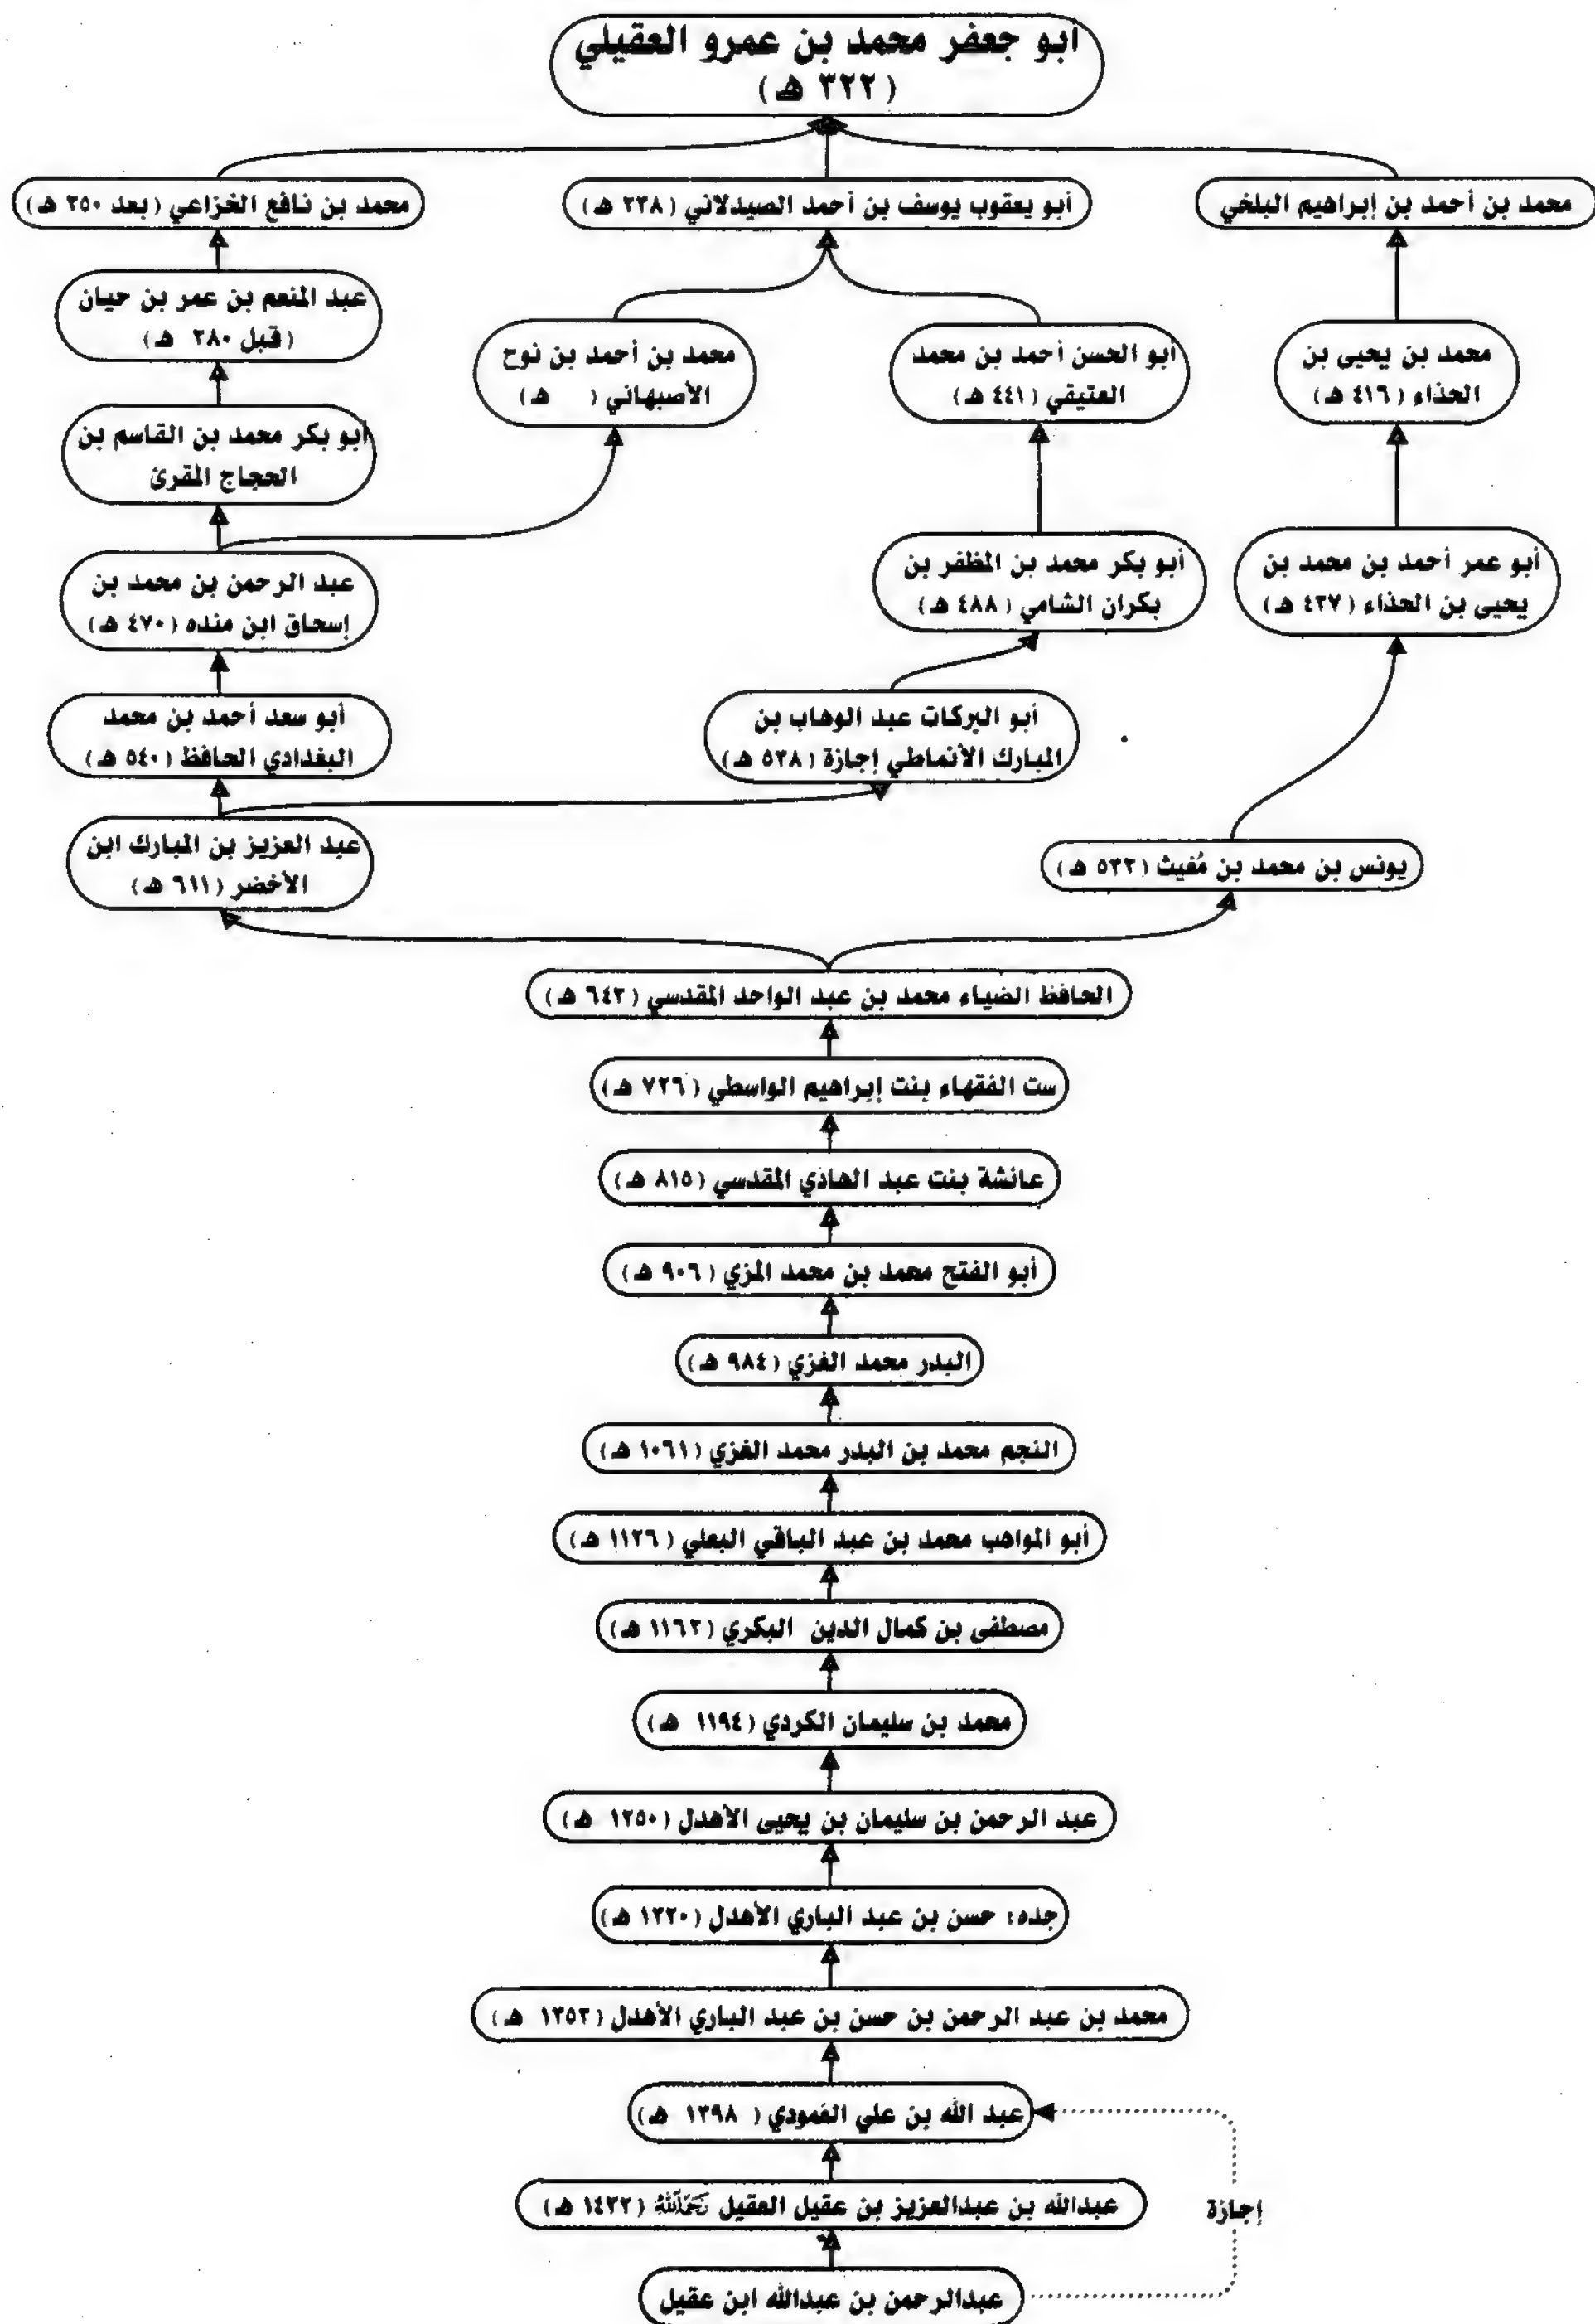 أبو جعفر محمد بن عمرو العقيلي
(٣٢٢ هـ)
محمد بن أحمد بن إبراهيم البلخي
أبو يعقوب يوسف بن أحمد الصيدلاني (٣٣٨ هـ)
محمد بن نافع الخزاعي (بعد ٣٥٠ هـ)
عبد المنعم بن عمر بن حيان
(قبل ٣٨٠ هـ)
محمد بن يحيى بن
الحذاء (٤١٦ هـ)
أبو الحسن أحمد بن محمد
العتيقي (٤٤١ هـ)
محمد بن أحمد بن نوح
الأصبهاني (    هـ)
أبو بكر محمد بن القاسم بن
الحجاج المقرئ
أبو عمر أحمد بن محمد بن
يحيى بن الحذاء (٤٣٧ هـ)
أبو بكر محمد بن المظفر بن
بكران الشامي (٤٨٨ هـ)
عبد الرحمن بن محمد بن
إسحاق ابن منده (٤٧٠ هـ)
أبو البركات عبد الوهاب بن
المبارك الأنماطي إجازة (٥٣٨ هـ)
أبو سعد أحمد بن محمد
البغدادي الحافظ (٥٤٠ هـ)
يونس بن محمد بن مُغيث (٥٣٢ هـ)
عبد العزيز بن المبارك ابن
الأخضر (٦١١ هـ)
الحافظ الضياء محمد بن عبد الواحد المقدسي (٦٤٣ هـ)
ست الفقهاء بنت إبراهيم الواسطي (٧٢٦ هـ)
عائشة بنت عبد الهادي المقدسي (٨١٥ هـ)
أبو الفتح محمد بن محمد المزي (٩٠٦ هـ)
البدر محمد الغزي (٩٨٤ هـ)
النجم محمد بن البدر محمد الغزي (١٠٦١ هـ)
أبو المواهب محمد بن عبد الباقي البعلي (١١٢٦ هـ)
مصطفى بن كمال الدين البكري (١١٦٢ هـ)
محمد بن سليمان الكردي (١١٩٤ هـ)
عبد الرحمن بن سليمان بن يحيى الأهدل (١٢٥٠ هـ)
جده: حسن بن عبد الباري الأهدل (١٣٢٠ هـ)
محمد بن عبد الرحمن بن حسن بن عبد الباري الأهدل (١٣٥٢ هـ)
عبد الله بن علي الغمودي ( ١٣٩٨ هـ)
عبدالله بن عبدالعزيز بن عقيل العقيل رَحِمَهُ اللَّهُ (١٤٣٢ هـ)
إجازة
عبدالرحمن بن عبدالله ابن عقيل